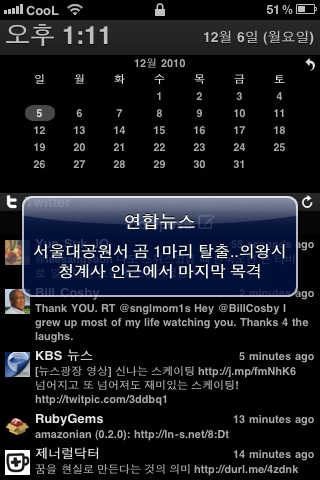 CooL 51 %
오후 1:11 12월 6일 (월요일)
12월 2010
일 월 화 수 목 금 토
1 2 3 4
5 6 7 8 9 10 11
12 13 14 15 16 17 18
19 20 21 22 23 24 25
26 27 28 29 30 31
Twitter
연합뉴스
서울대공원서 곰 1마리 탈출..의왕시
청계사 인근에서 마지막 목격
ago
Bill Cosby ago
Thank YOU. RT @snglmom1s Hey @BillCosby I
grew up most of my life watching you. Thanks 4 the
laughs.
KBS 뉴스 5 minutes ago
[뉴스광장 영상] 신나는 스케이팅 http://j.mp/fmNhK6
넘어지고 또 넘어져도 재미있는 스케이팅!
http://twitpic/3ddbq1
RubyGems 13 minutes ago
amazonian (0.2.0): http://ln-s.net/8:Dt
제너럴닥터 14 minutes ago
꿈을 현실로 만든다는 것의 의미 http://durl.me/4zdnk